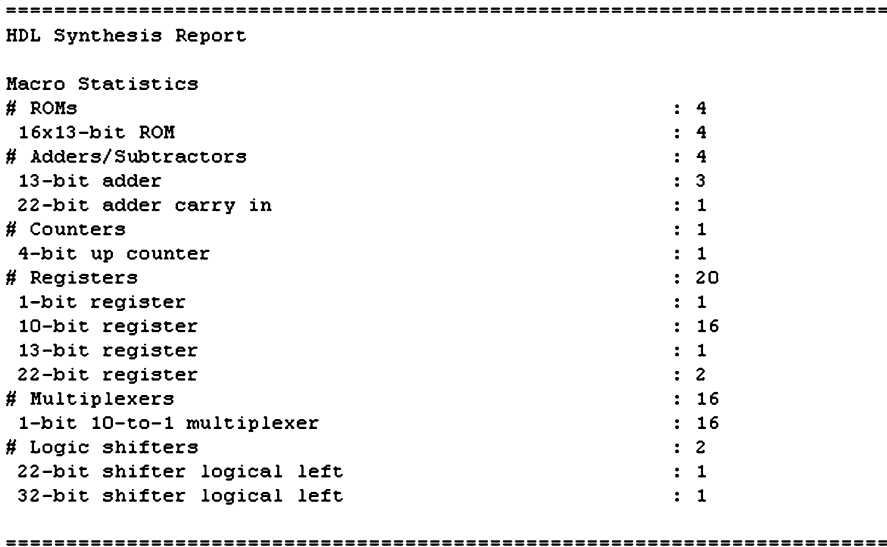 =========================================================================
HDL Synthesis Report
Macro Statistics
# ROMs : 4
16x13-bit ROM : 4
# Adders/Subtractors : 4
13-bit adder : 3
22-bit adder carry in : 1
# Counters : 1
4-bit up counter : 1
# Registers : 20
1-bit register : 1
10-bit register : 16
13-bit register : 1
22-bit register : 2
# Multiplexers : 16
1-bit 10-to-1 multiplexer : 16
# Logic shifters : 2
22-bit shifter logical left : 1
32-bit shifter logical left : 1
=========================================================================